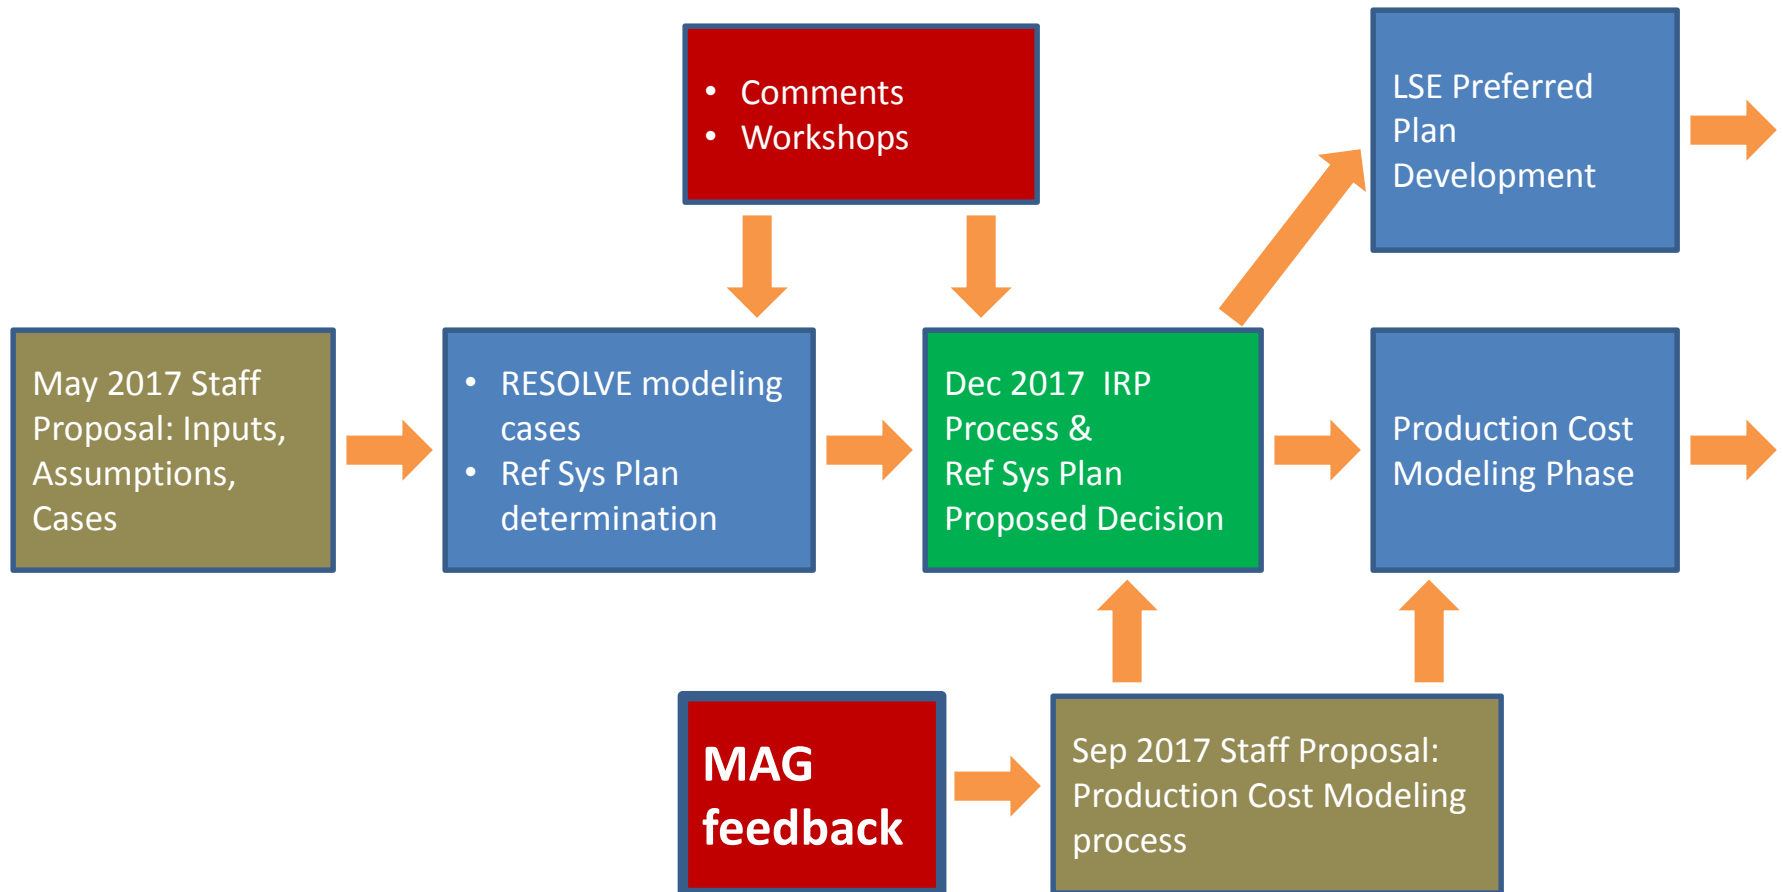 • Comments
• Workshops
LSE Preferred
Plan
Development
May 2017 Staff
Proposal: Inputs,
Assumptions,
Cases
• RESOLVE modeling
cases
• Ref Sys Plan
determination
Dec 2017  IRP
Process &
Ref Sys Plan
Proposed Decision
Production Cost
Modeling Phase
MAG
feedback
Sep 2017 Staff Proposal:
Production Cost Modeling
process